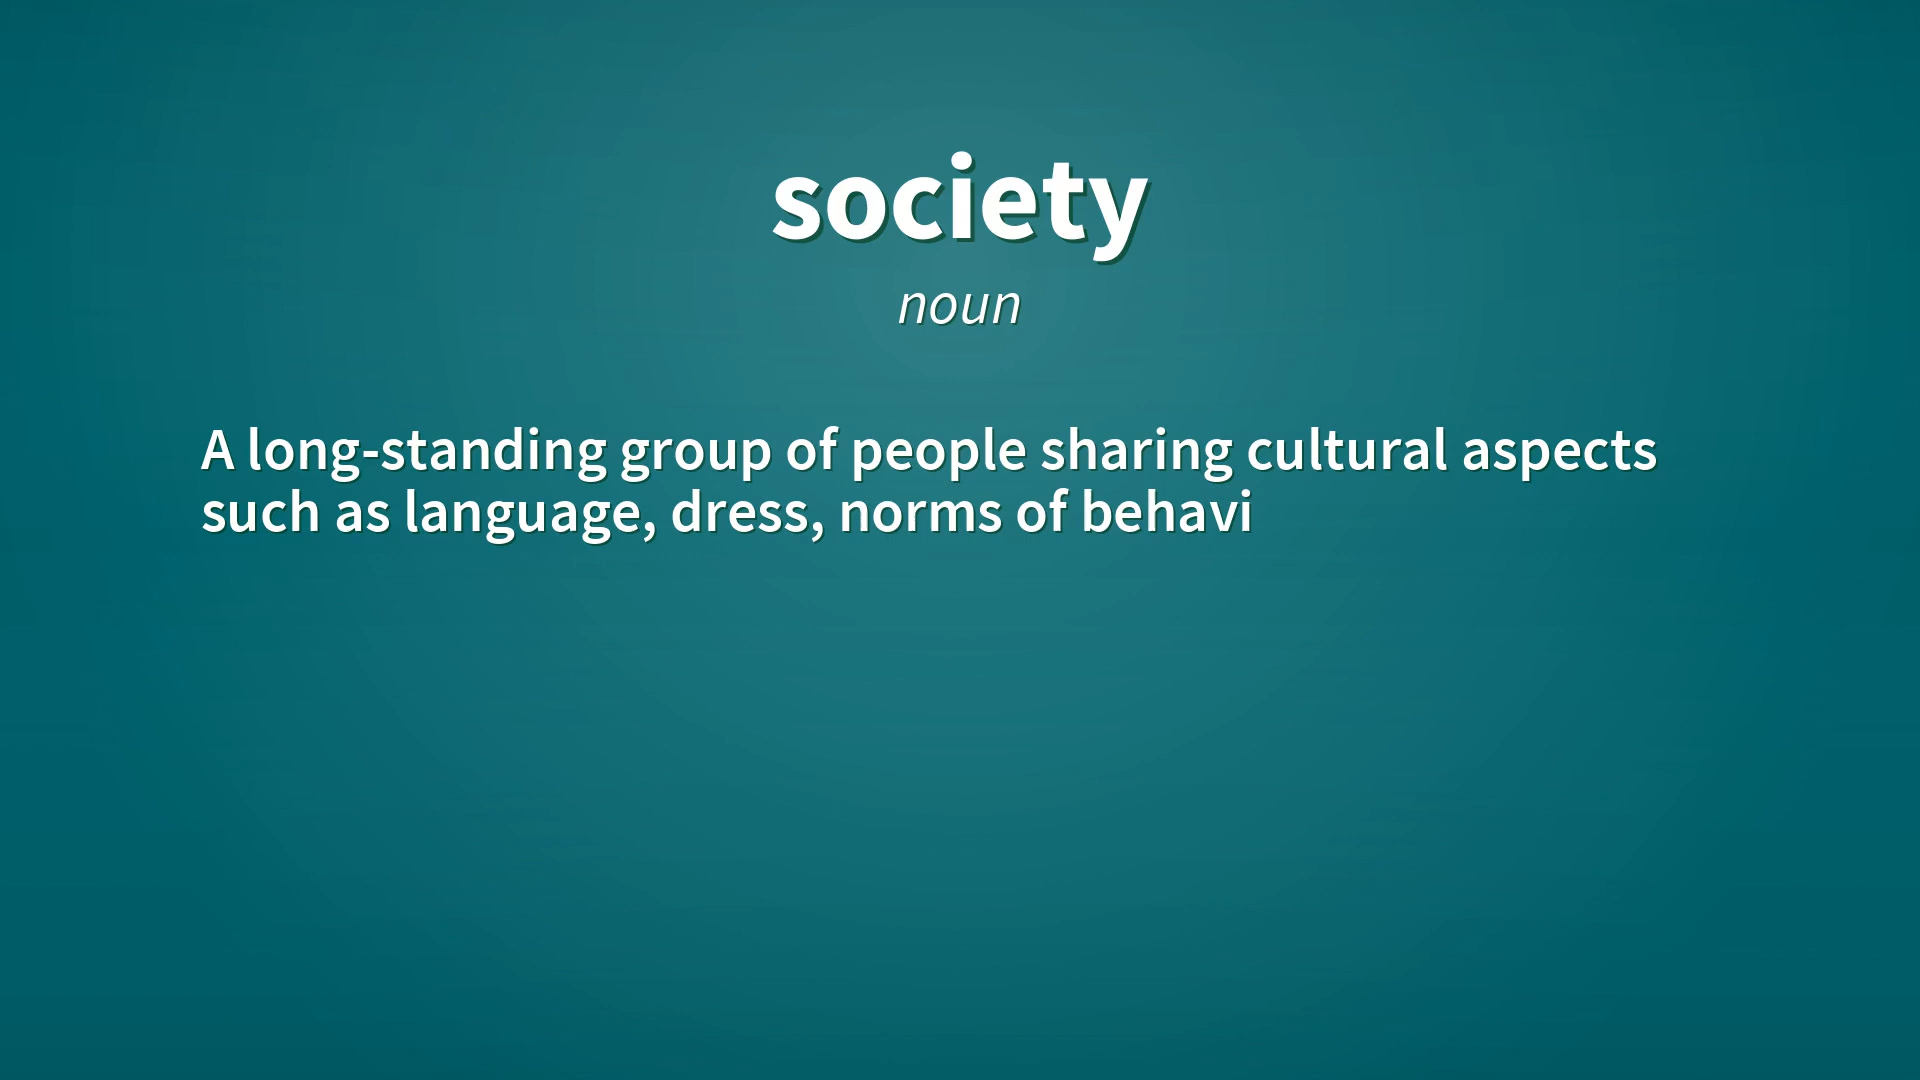 society
noun
A long-standing group of people sharing cultural aspects
such as language, dress, norms of behavi